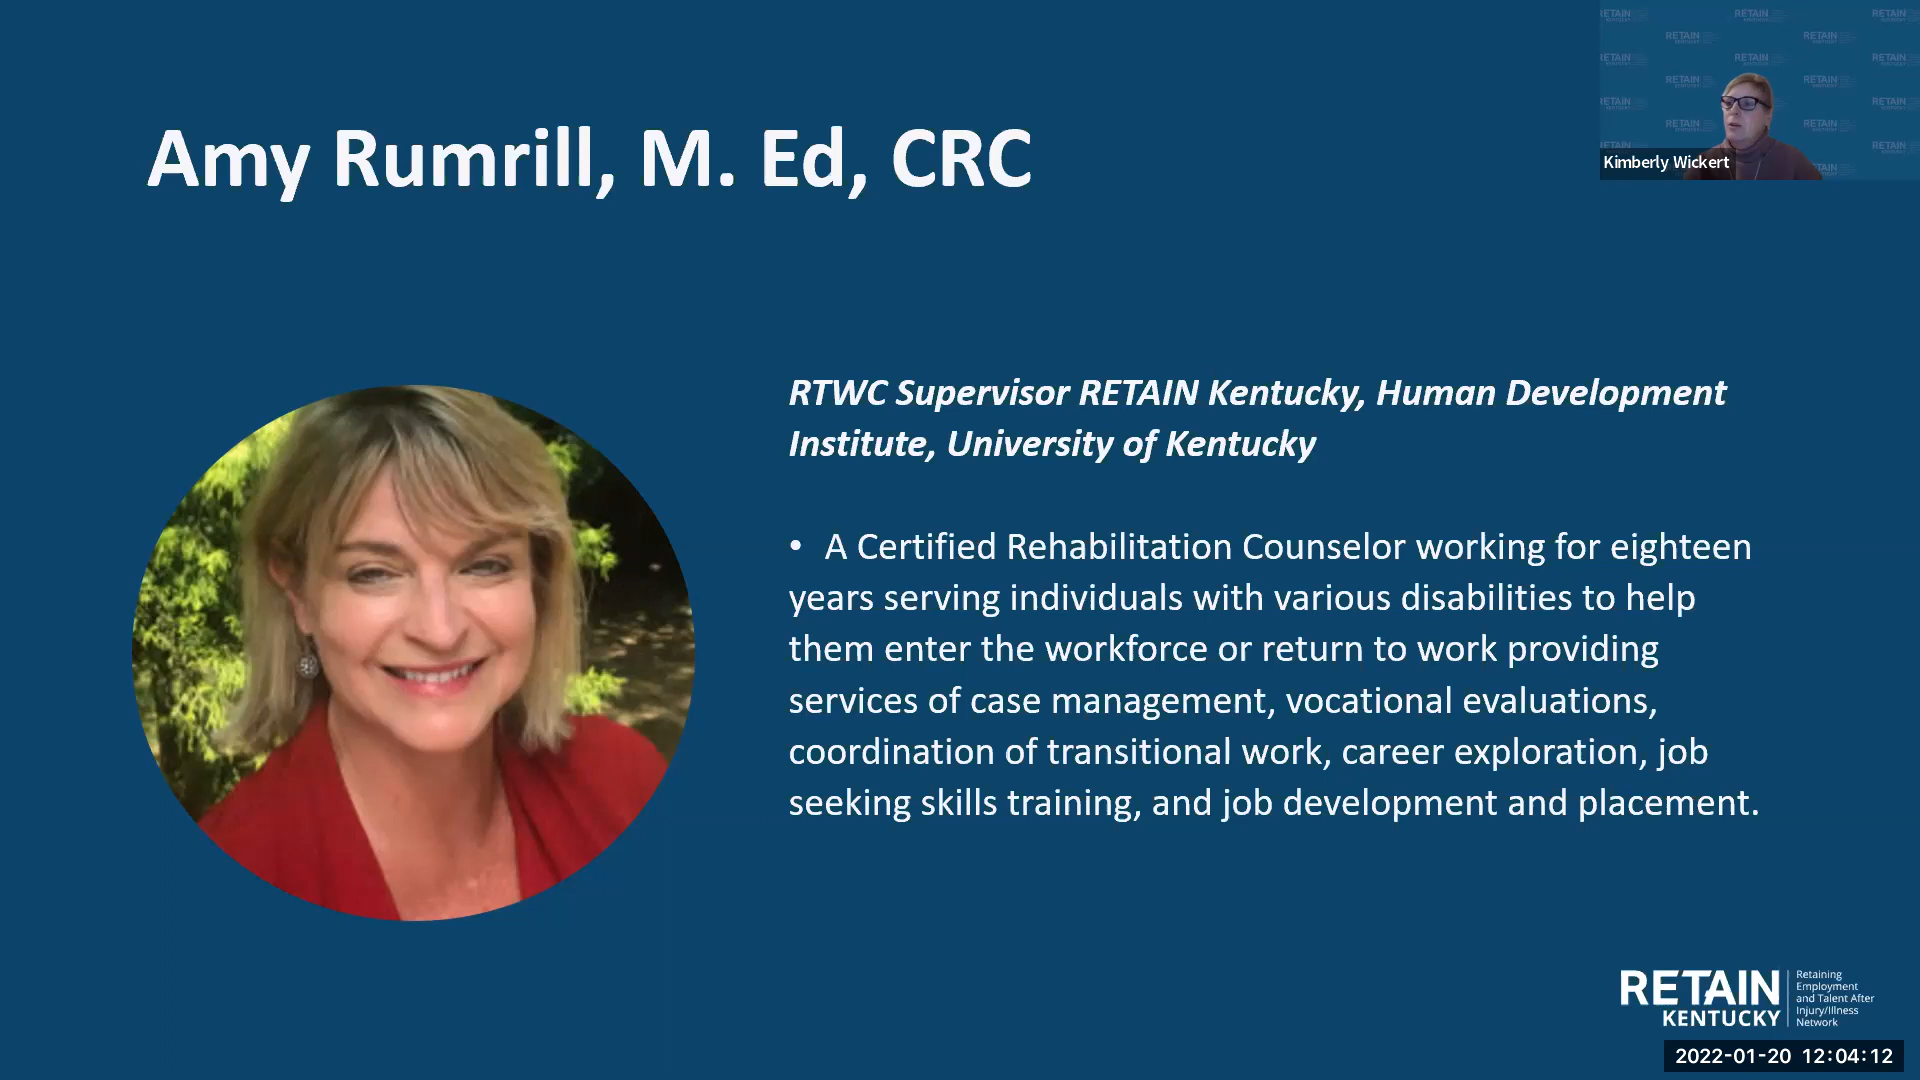 Amy Rumrill, M. Ed, CRC
Kimberly Wickert
RTWC Supervisor RETAIN Kentucky, Human Development
Institute, University of Kentucky
• A Certified Rehabilitation Counselor working for eighteen
years serving individuals with various disabilities to help
them enter the workforce or return to work providing
services of case management, vocational evaluations,
coordination of transitional work, career exploration, job
seeking skills training, and job development and placement.
RETAIN
KENTUCKY
Retaining
Employment
and Talent After
Injury/Illness
Network
2022-01-20 12:04:12